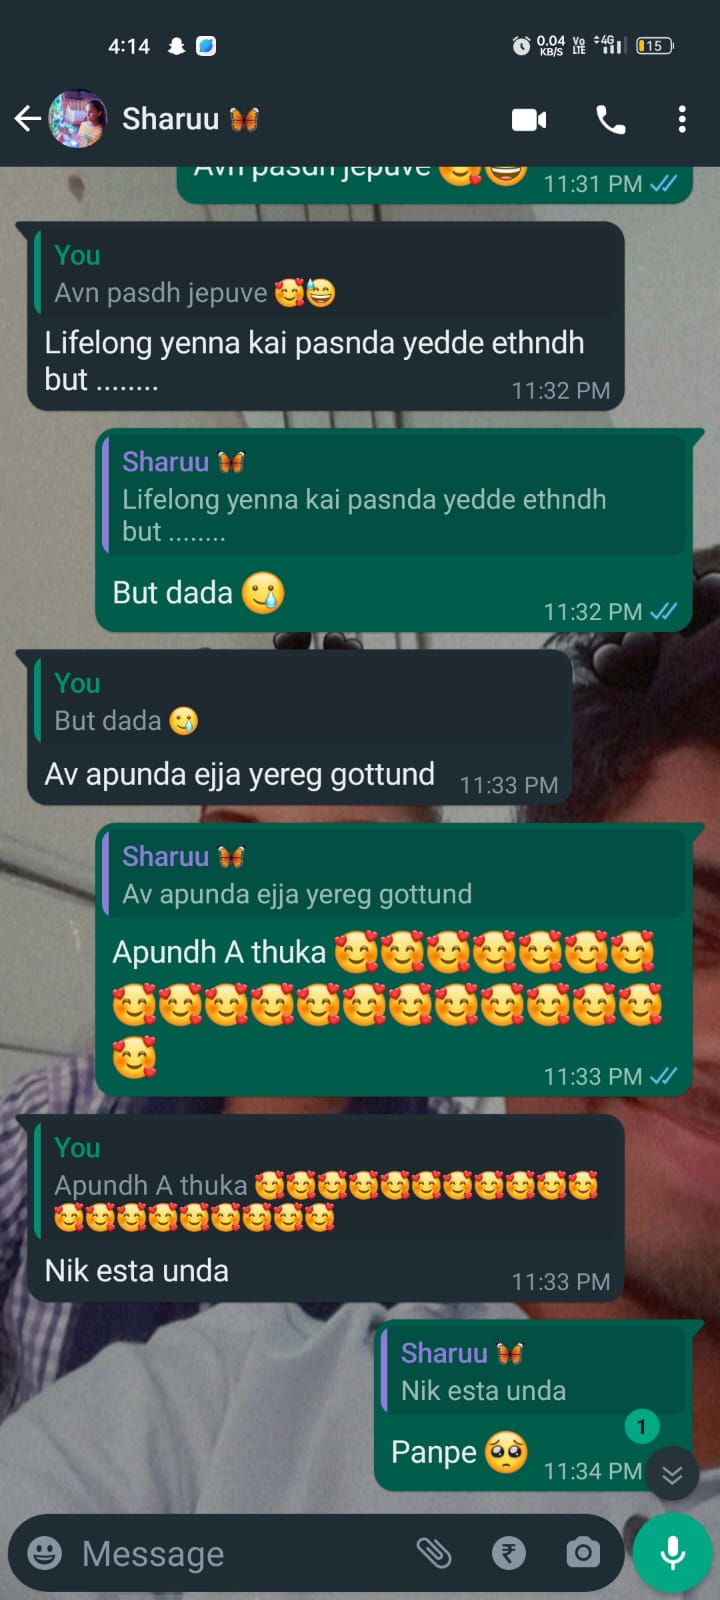 4:14
0.04 KB/S Vo LTE 4G 15
Sharuu 🦋
Avn pasdh jepuve 🥰😅
11:31 PM
You
Avn pasdh jepuve 🥰😅
Lifelong yenna kai pasnda yedde ethndh
but ........
11:32 PM
Sharuu 🦋
Lifelong yenna kai pasnda yedde ethndh
but ........
But dada 🥲
11:32 PM
You
But dada 🥲
Av apunda ejja yereg gottund
11:33 PM
Sharuu 🦋
Av apunda ejja yereg gottund
Apundh A thuka 🥰🥰🥰🥰🥰🥰🥰
🥰🥰🥰🥰🥰🥰🥰🥰🥰🥰🥰🥰
🥰
11:33 PM
You
Apundh A thuka 🥰🥰🥰🥰🥰🥰🥰🥰🥰🥰🥰
🥰🥰🥰🥰🥰🥰🥰🥰🥰
Nik esta unda
11:33 PM
Sharuu 🦋
Nik esta unda
1
Panpe 🥺
11:34 PM
Message